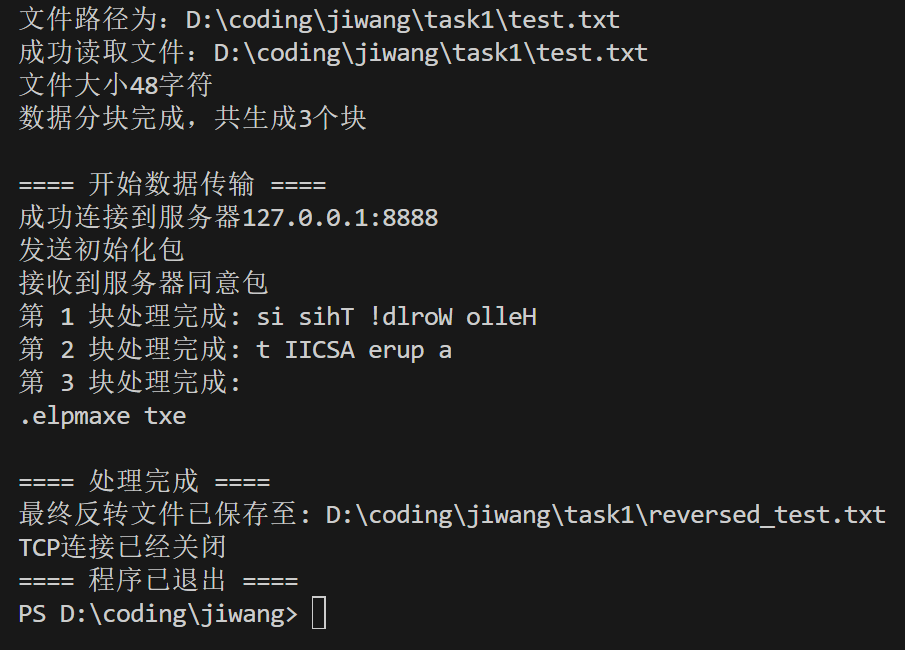 文件路径为: D:\coding\jiwang\task1\test.txt
成功读取文件: D:\coding\jiwang\task1\test.txt
文件大小48字符
数据分块完成，共生成3个块
==== 开始数据传输 ====
成功连接到服务器127.0.0.1:8888
发送初始化包
接收到服务器同意包
第 1 块处理完成: si sihT !dlroW olleH
第 2 块处理完成: t IICSA erup a
第 3 块处理完成:
.elpmaxe txe
==== 处理完成 ====
最终反转文件已保存至: D:\coding\jiwang\task1\reversed_test.txt
TCP连接已经关闭
==== 程序已退出 ====
PS D:\coding\jiwang>